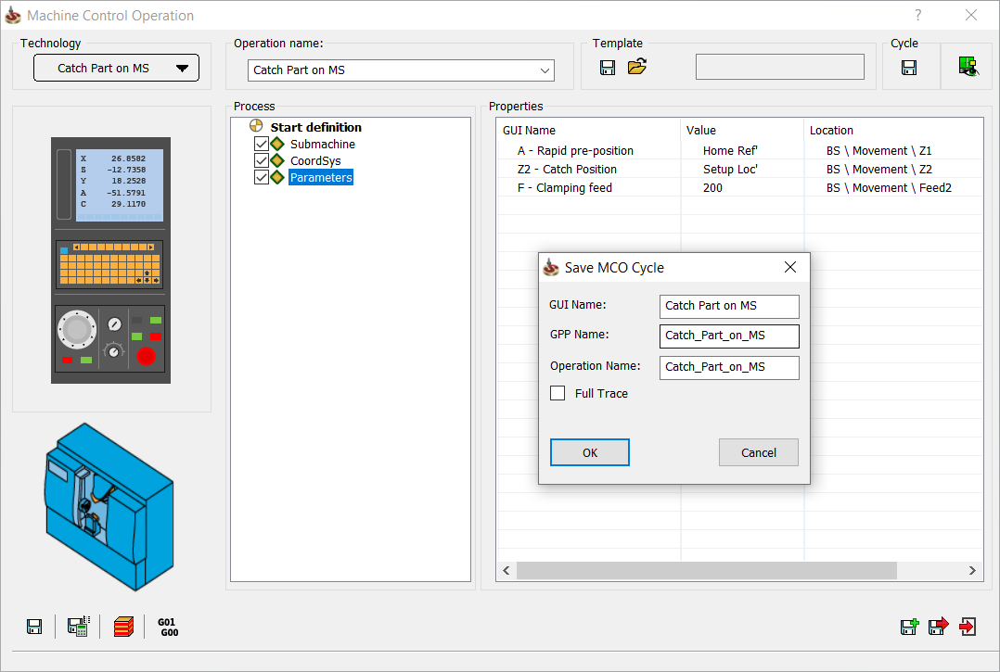 Machine Control Operation
?
Technology
Catch Part on MS
Operation name:
Catch Part on MS
Template
Cycle
X 26.8582
Z -12.7358
Y 18.2528
A -51.5791
C 29.1170
Process
Start definition
Submachine
CoordSys
Parameters
Properties
GUI Name Value Location
A - Rapid pre-position Home Ref' BS \ Movement \ Z1
Z2 - Catch Position Setup Loc' BS \ Movement \ Z2
F - Clamping feed 200 BS \ Movement \ Feed2
Save MCO Cycle
GUI Name: Catch Part on MS
GPP Name: Catch_Part_on_MS
Operation Name: Catch_Part_on_MS
Full Trace
OK Cancel
G01
G00